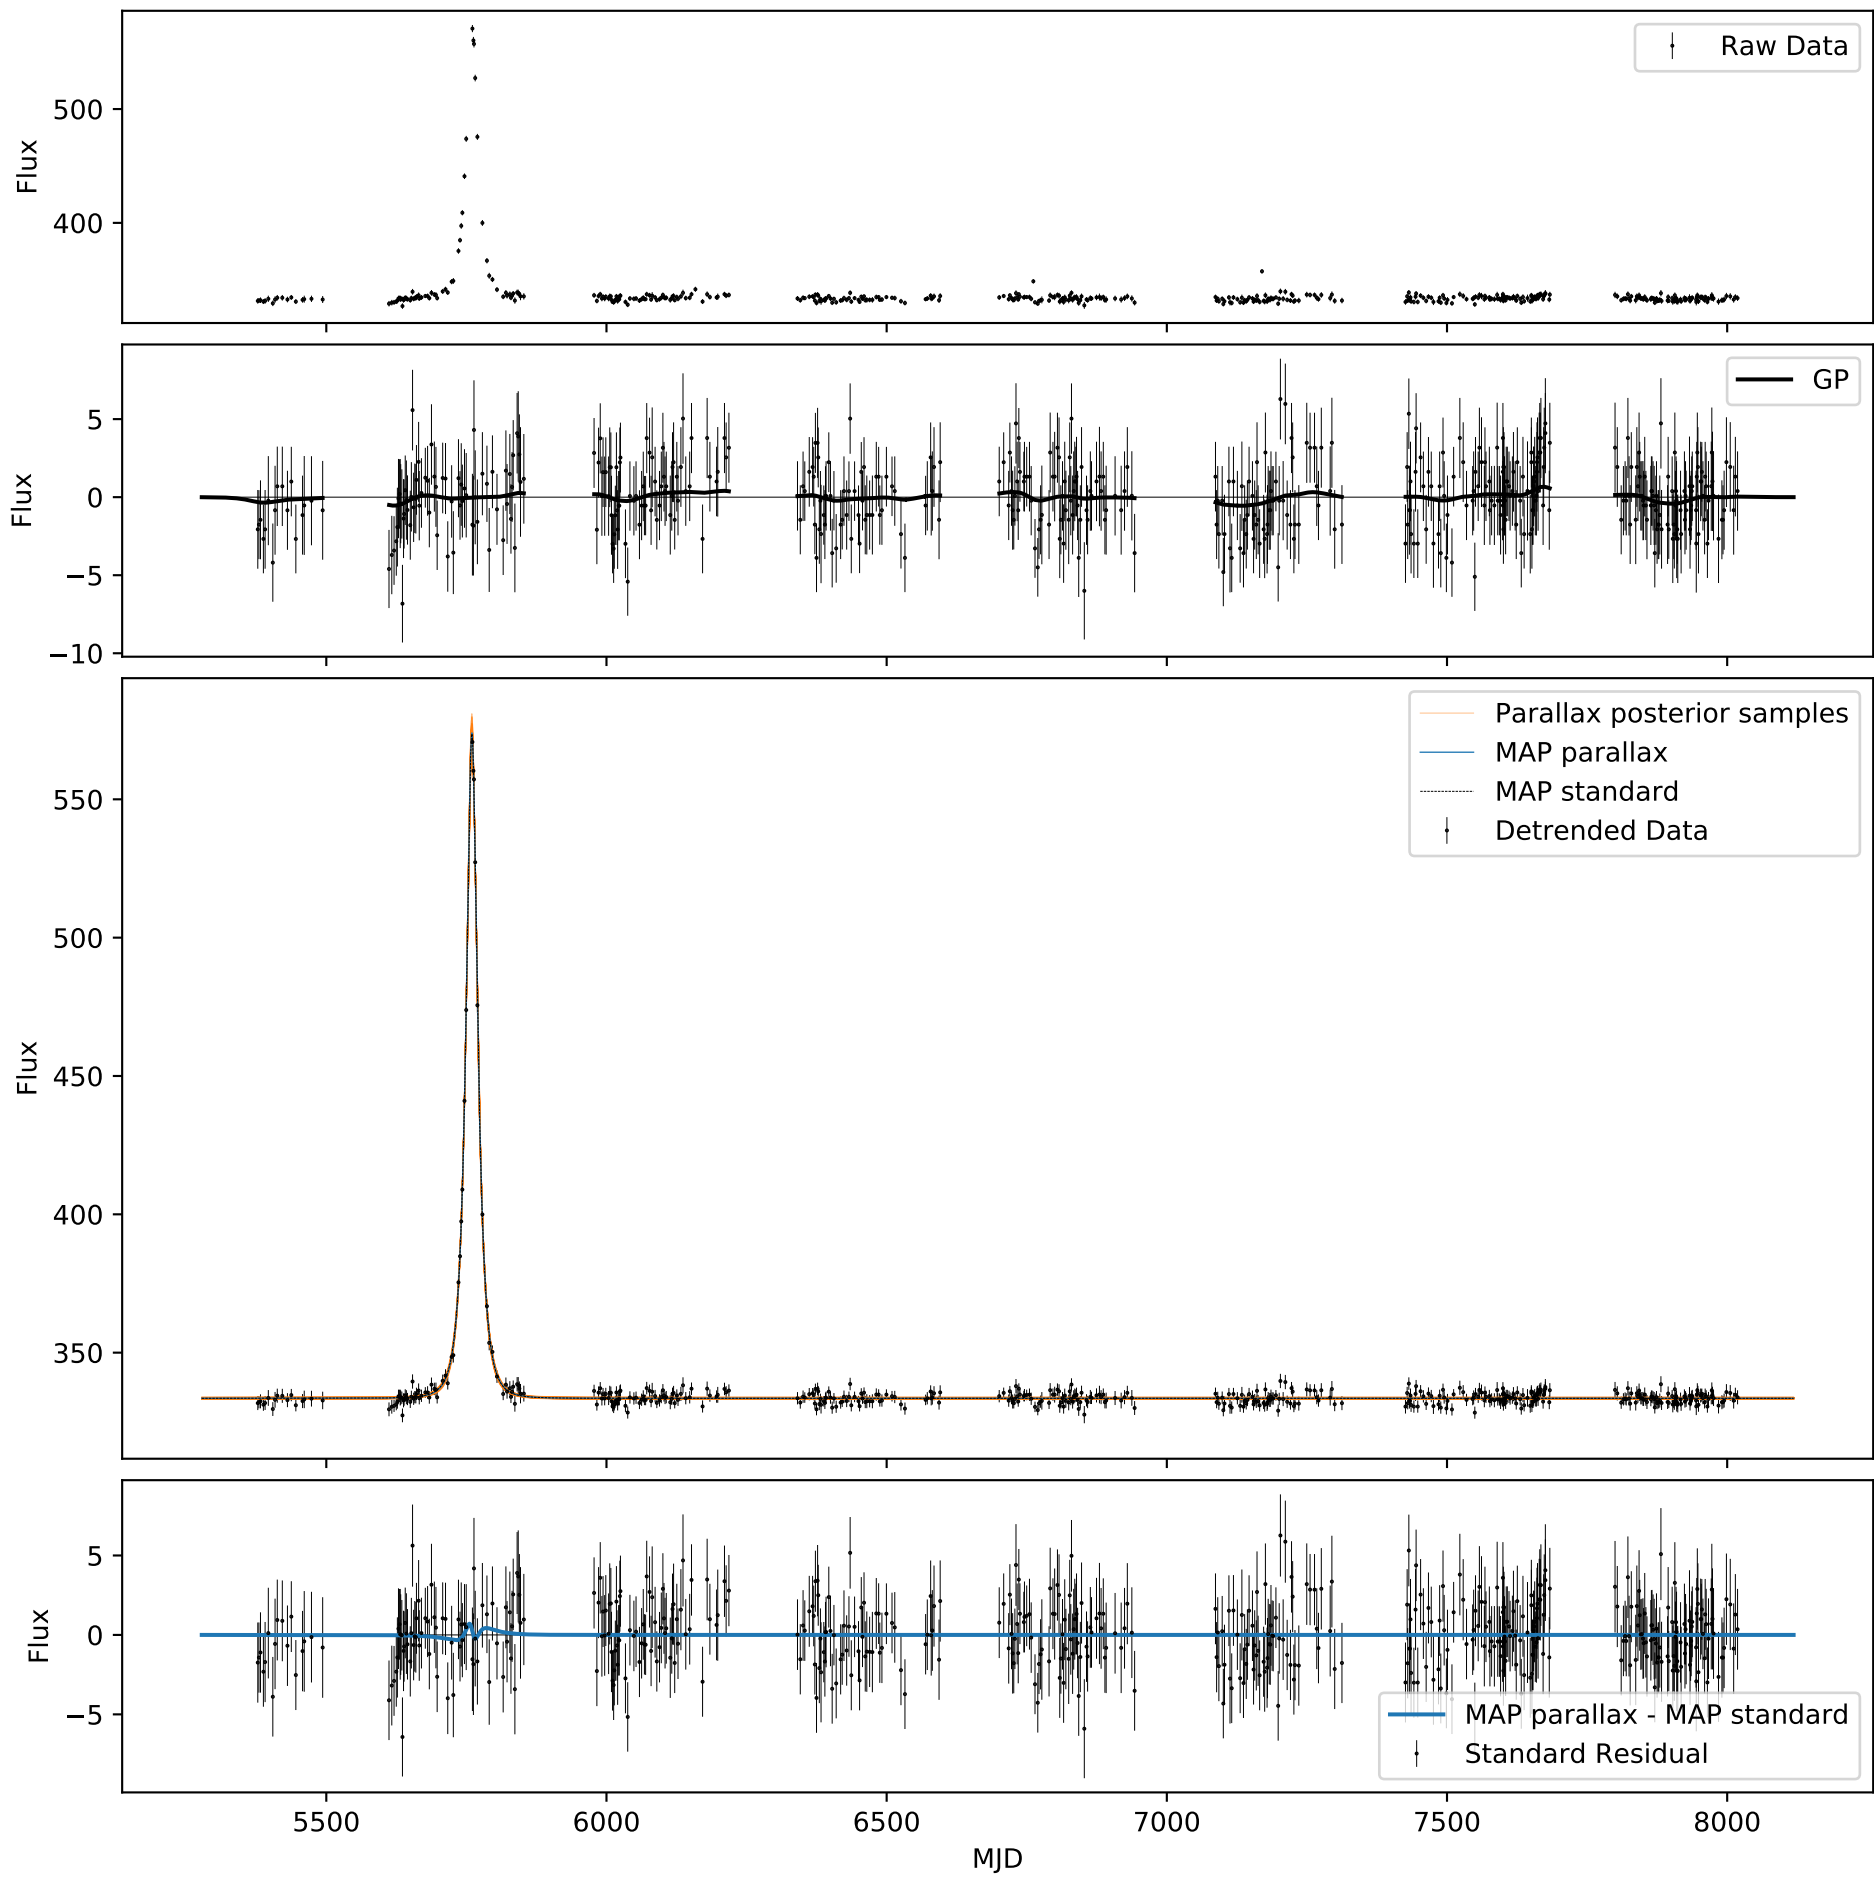 Flux
500
400
Raw Data
Flux
5
0
−5
−10
GP
Flux
550
500
450
400
350
Parallax posterior samples
MAP parallax
MAP standard
Detrended Data
Flux
5
0
−5
MAP parallax - MAP standard
Standard Residual
5500 6000 6500 7000 7500 8000
MJD